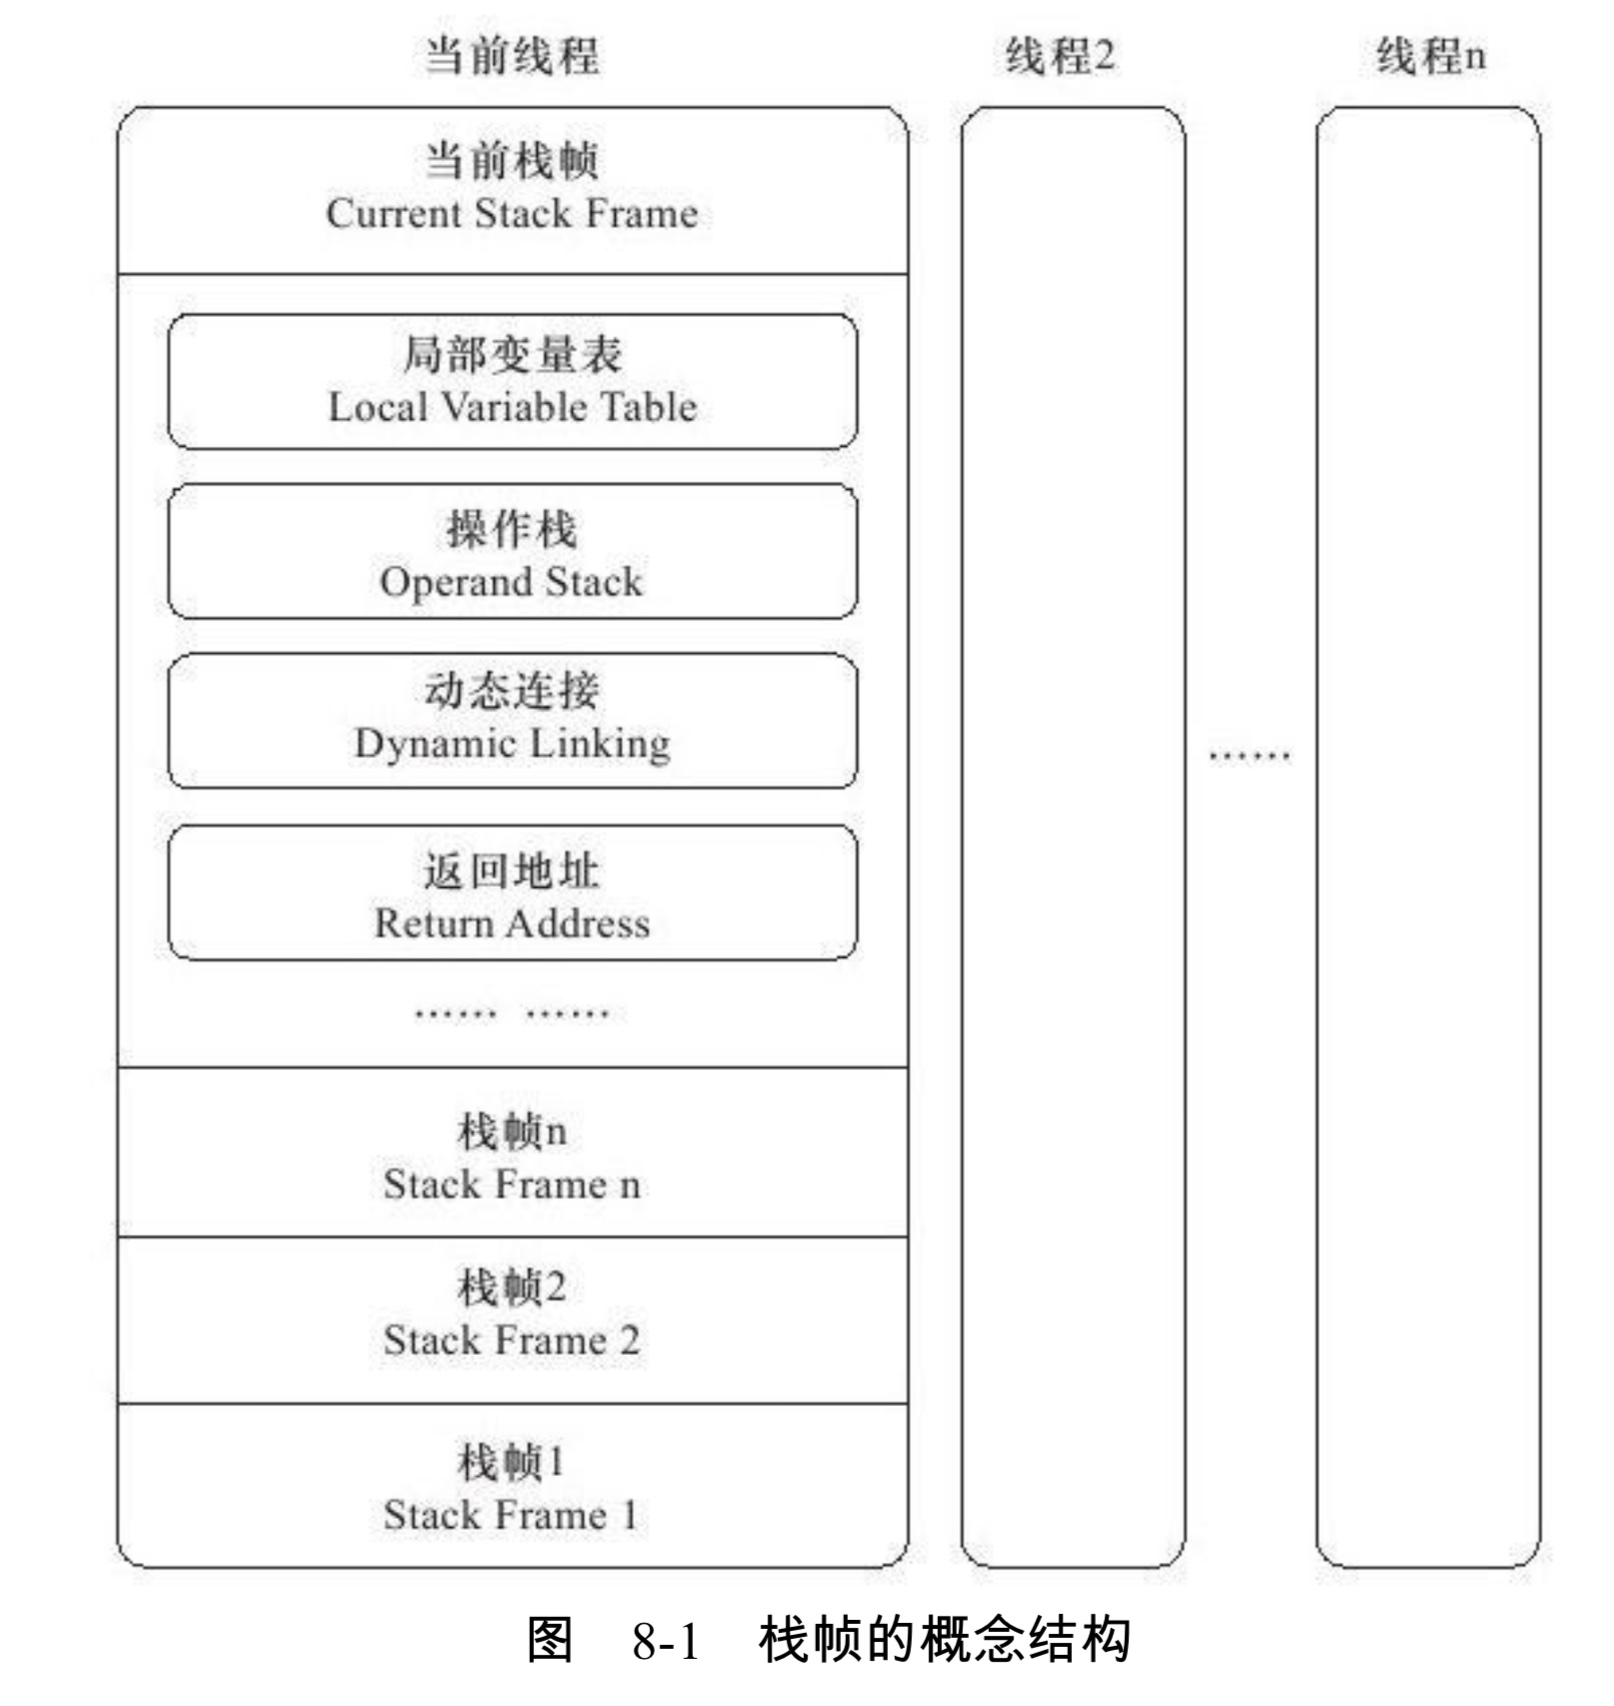 当前线程
线程2
线程n
当前栈帧
Current Stack Frame
局部变量表
Local Variable Table
操作栈
Operand Stack
动态连接
Dynamic Linking
返回地址
Return Address
…… ……
……
栈帧n
Stack Frame n
栈帧2
Stack Frame 2
栈帧1
Stack Frame 1
图 8-1 栈帧的概念结构